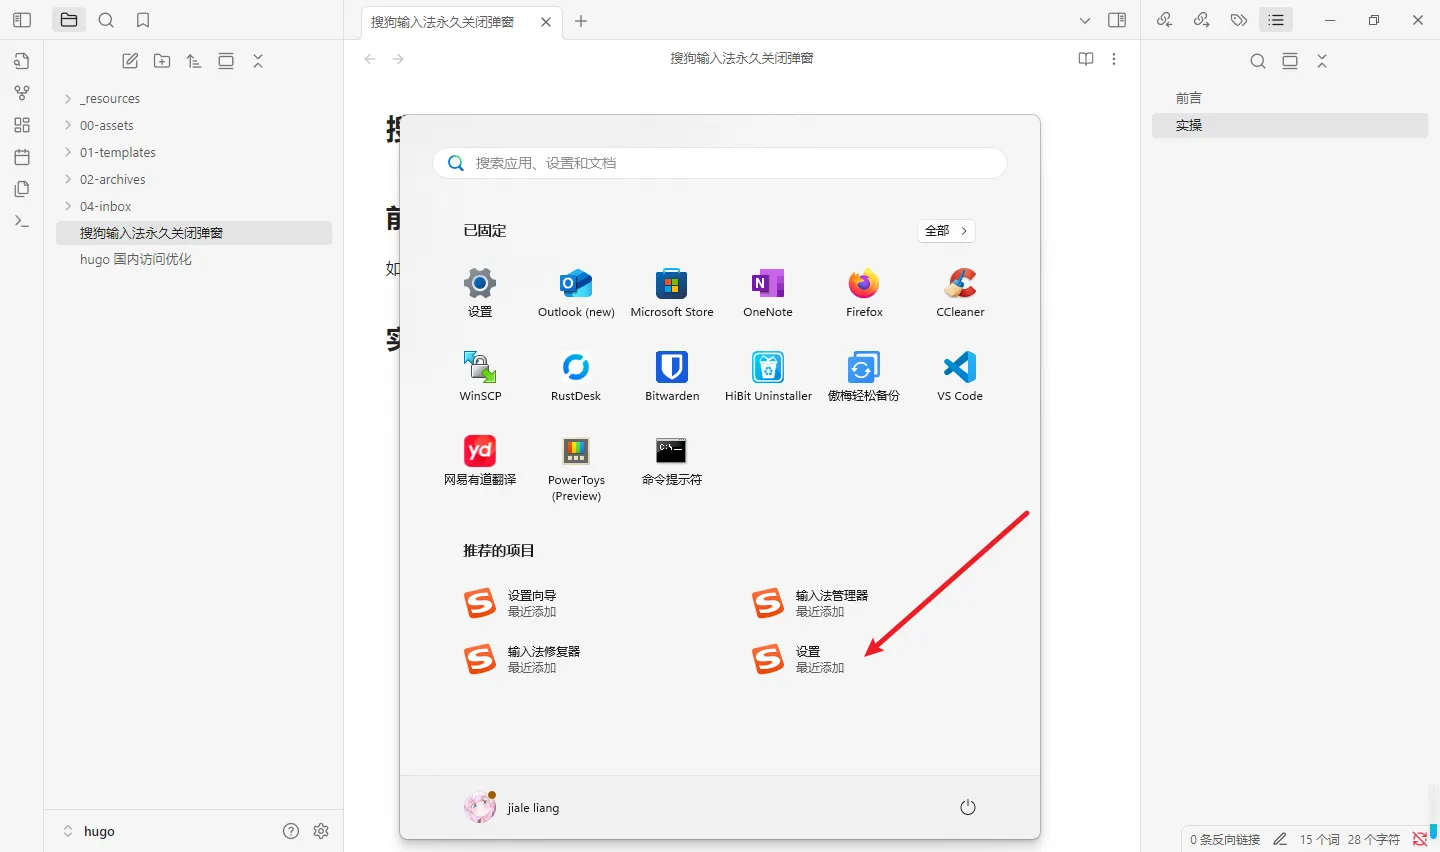 搜狗输入法永久关闭弹窗
搜狗输入法永久关闭弹窗
_resources
00-assets
01-templates
02-archives
04-inbox
搜狗输入法永久关闭弹窗
hugo 国内访问优化
hugo
搜
前
如
实
搜索应用、设置和文档
已固定
全部
设置
Outlook (new)
Microsoft Store
OneNote
Firefox
CCleaner
WinSCP
RustDesk
Bitwarden
HiBit Uninstaller
傲梅轻松备份
VS Code
网易有道翻译
PowerToys
(Preview)
命令提示符
推荐的项目
设置向导
最近添加
输入法管理器
最近添加
输入法修复器
最近添加
设置
最近添加
jiale liang
前言
实操
0 条反向链接
15 个词
28 个字符